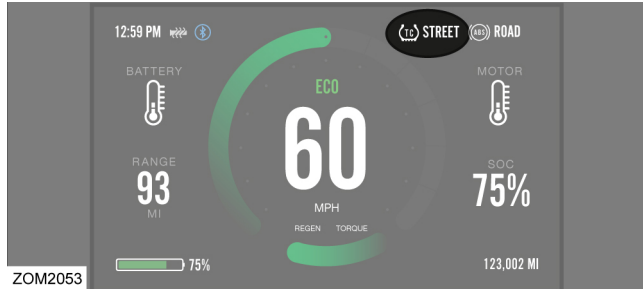 12:59 PM
TC STREET
ABS ROAD
BATTERY
MOTOR
ECO
60
MPH
RANGE
93
MI
SOC
75%
REGEN TORQUE
75%
123,002 MI
ZOM2053